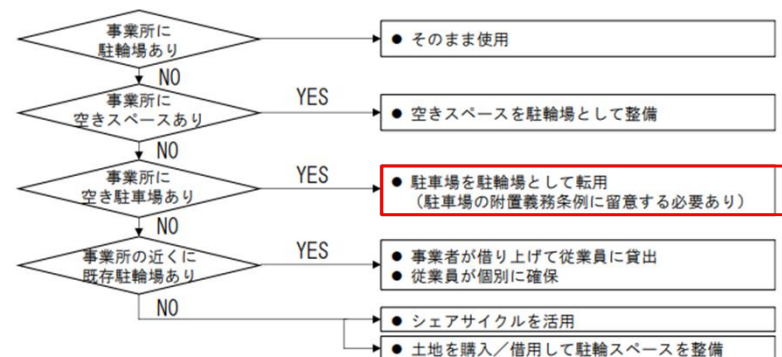 事業所に
駐輪場あり
● そのまま使用
NO
事業所に
空きスペースあり
YES
● 空きスペースを駐輪場として整備
NO
事業所に
空き駐車場あり
YES
● 駐車場を駐輪場として転用
（駐車場の附置義務条例に留意する必要あり）
NO
事業所の近くに
既存駐輪場あり
YES
● 事業者が借り上げて従業員に貸出
● 従業員が個別に確保
NO
● シェアサイクルを活用
● 土地を購入／借用して駐輪スペースを整備